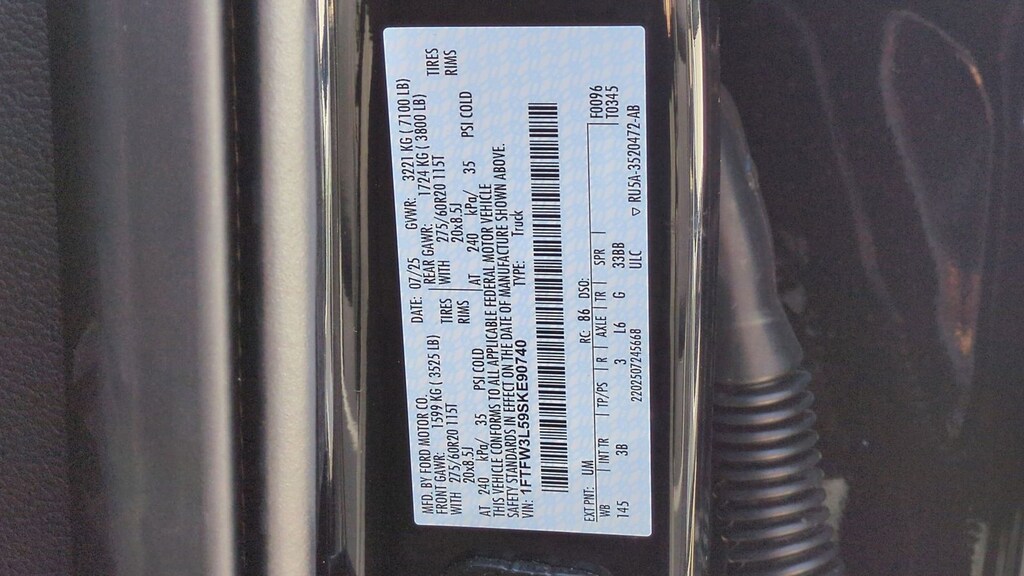 MFD. BY FORD MOTOR CO. DATE: 07/25 GVWR: 3221 KG ( 7100 LB)
FRONT GAWR: 1599 KG ( 3525 LB) REAR GAWR: 1724 KG ( 3800 LB)
WITH 275/60R20 115T TIRES WITH 275/60R20 115T TIRES
20x8.5J RIMS 20x8.5J RIMS
AT 240 kPa/ 35 PSI COLD AT 240 kPa/ 35 PSI COLD
THIS VEHICLE CONFORMS TO ALL APPLICABLE FEDERAL MOTOR VEHICLE
SAFETY STANDARDS IN EFFECT ON THE DATE OF MANUFACTURE SHOWN ABOVE.
VIN: 1FTFW3L59SKE90740 TYPE: Truck
EXT PNT: UM RC: 86 DSO: F0096
WB INT TR TP/PS R AXLE TR SPR T0345
145 3B 3 L6 G 33BB
2202507245668 ULC ▽ RU5A-3520472-AB